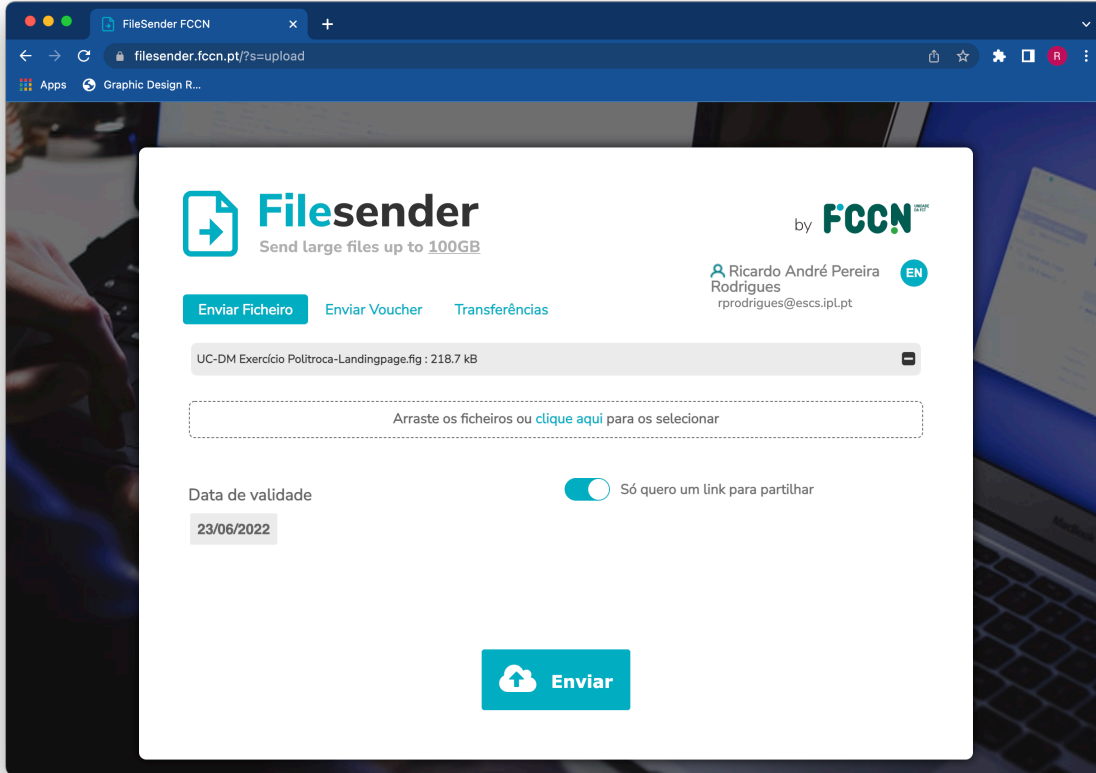 FileSender FCCN
filesender.fccn.pt/?s=upload
R
Apps
Graphic Design R...
Filesender
Send large files up to 100GB
by FCCN UNIDADE DA FCT
Ricardo André Pereira
Rodrigues
EN
rprodrigues@escs.ipl.pt
Enviar Ficheiro
Enviar Voucher
Transferências
UC-DM Exercício Politroca-Landingpage.fig : 218.7 kB
Arraste os ficheiros ou clique aqui para os selecionar
Data de validade
Só quero um link para partilhar
23/06/2022
Enviar